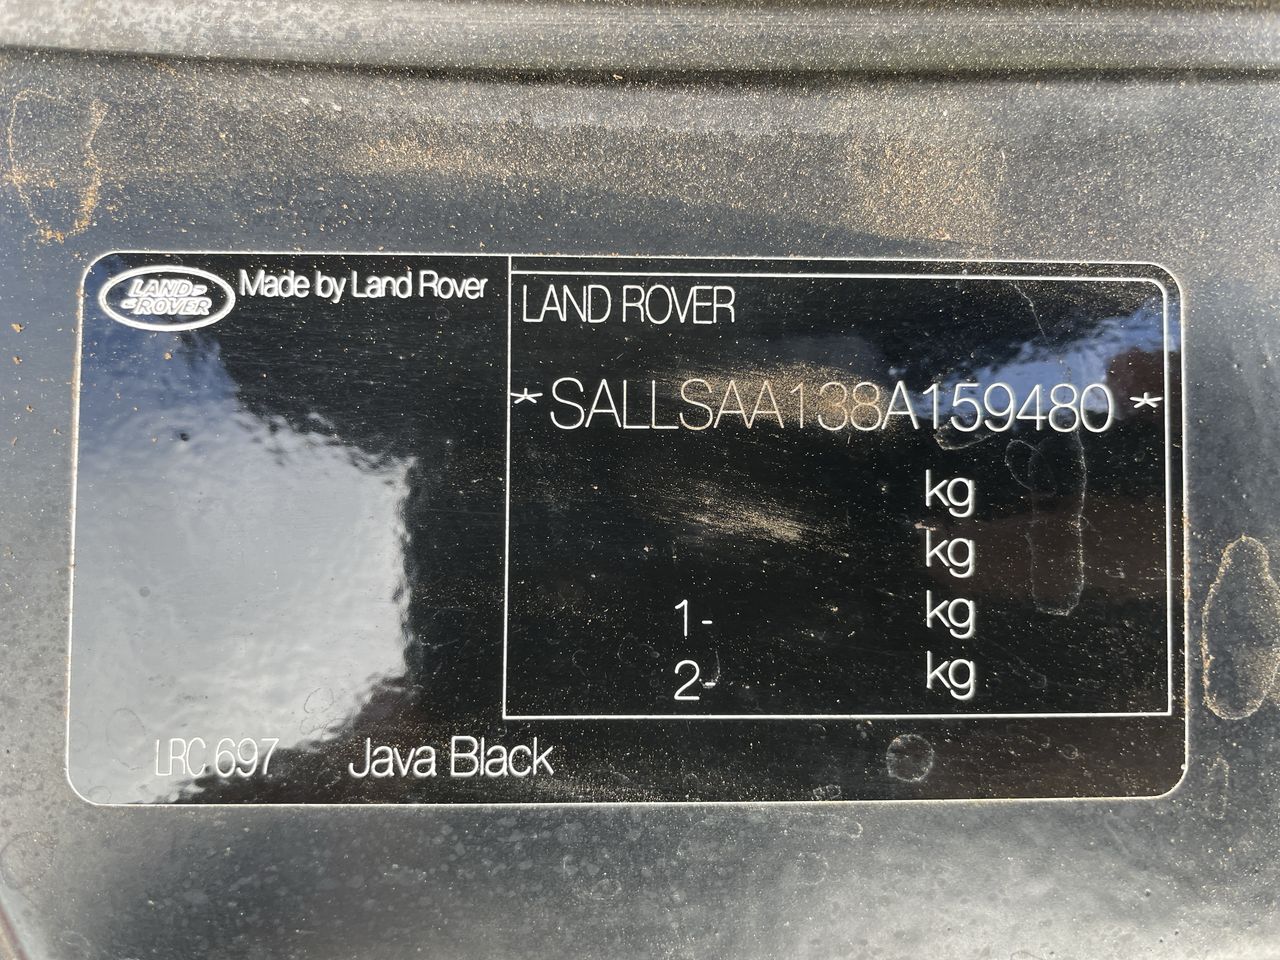 LAND-
-ROVER
Made by Land Rover
LAND ROVER
*SALLSAA138A159480*
kg
kg
1- kg
2- kg
LRC 697 Java Black